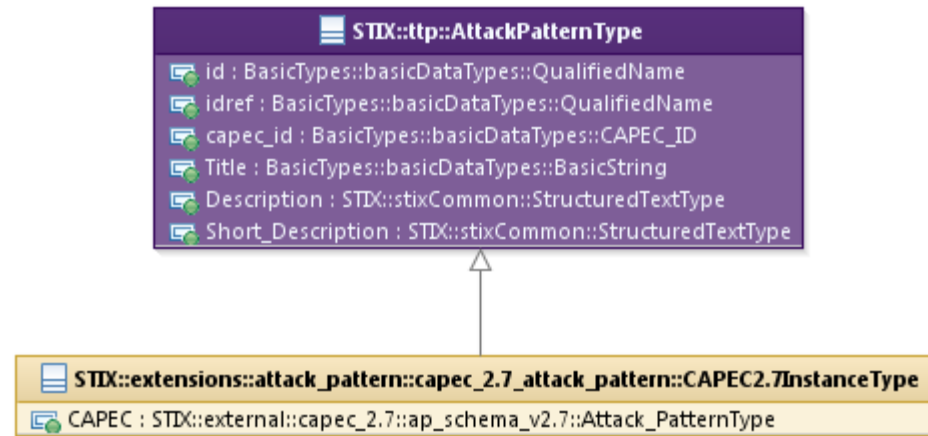 STIX::ttp::AttackPatternType
id : BasicTypes::basicDataTypes::QualifiedName
idref : BasicTypes::basicDataTypes::QualifiedName
capec_id : BasicTypes::basicDataTypes::CAPEC_ID
Title : BasicTypes::basicDataTypes::BasicString
Description : STIX::stixCommon::StructuredTextType
Short_Description : STIX::stixCommon::StructuredTextType
STIX::extensions::attack_pattern::capec_2.7_attack_pattern::CAPEC2.7InstanceType
CAPEC : STIX::external::capec_2.7::ap_schema_v2.7::Attack_PatternType